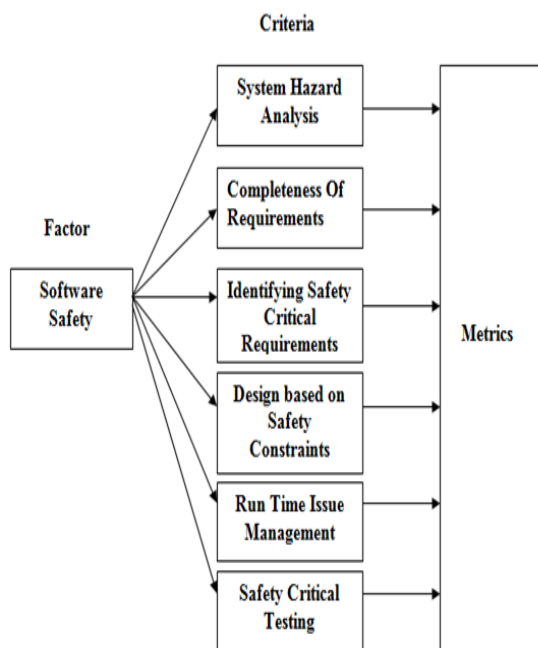 Criteria
System Hazard
Analysis
Completeness Of
Requirements
Factor
Software
Safety
Identifying Safety
Critical
Requirements
Metrics
Design based on
Safety
Constraints
Run Time Issue
Management
Safety Critical
Testing